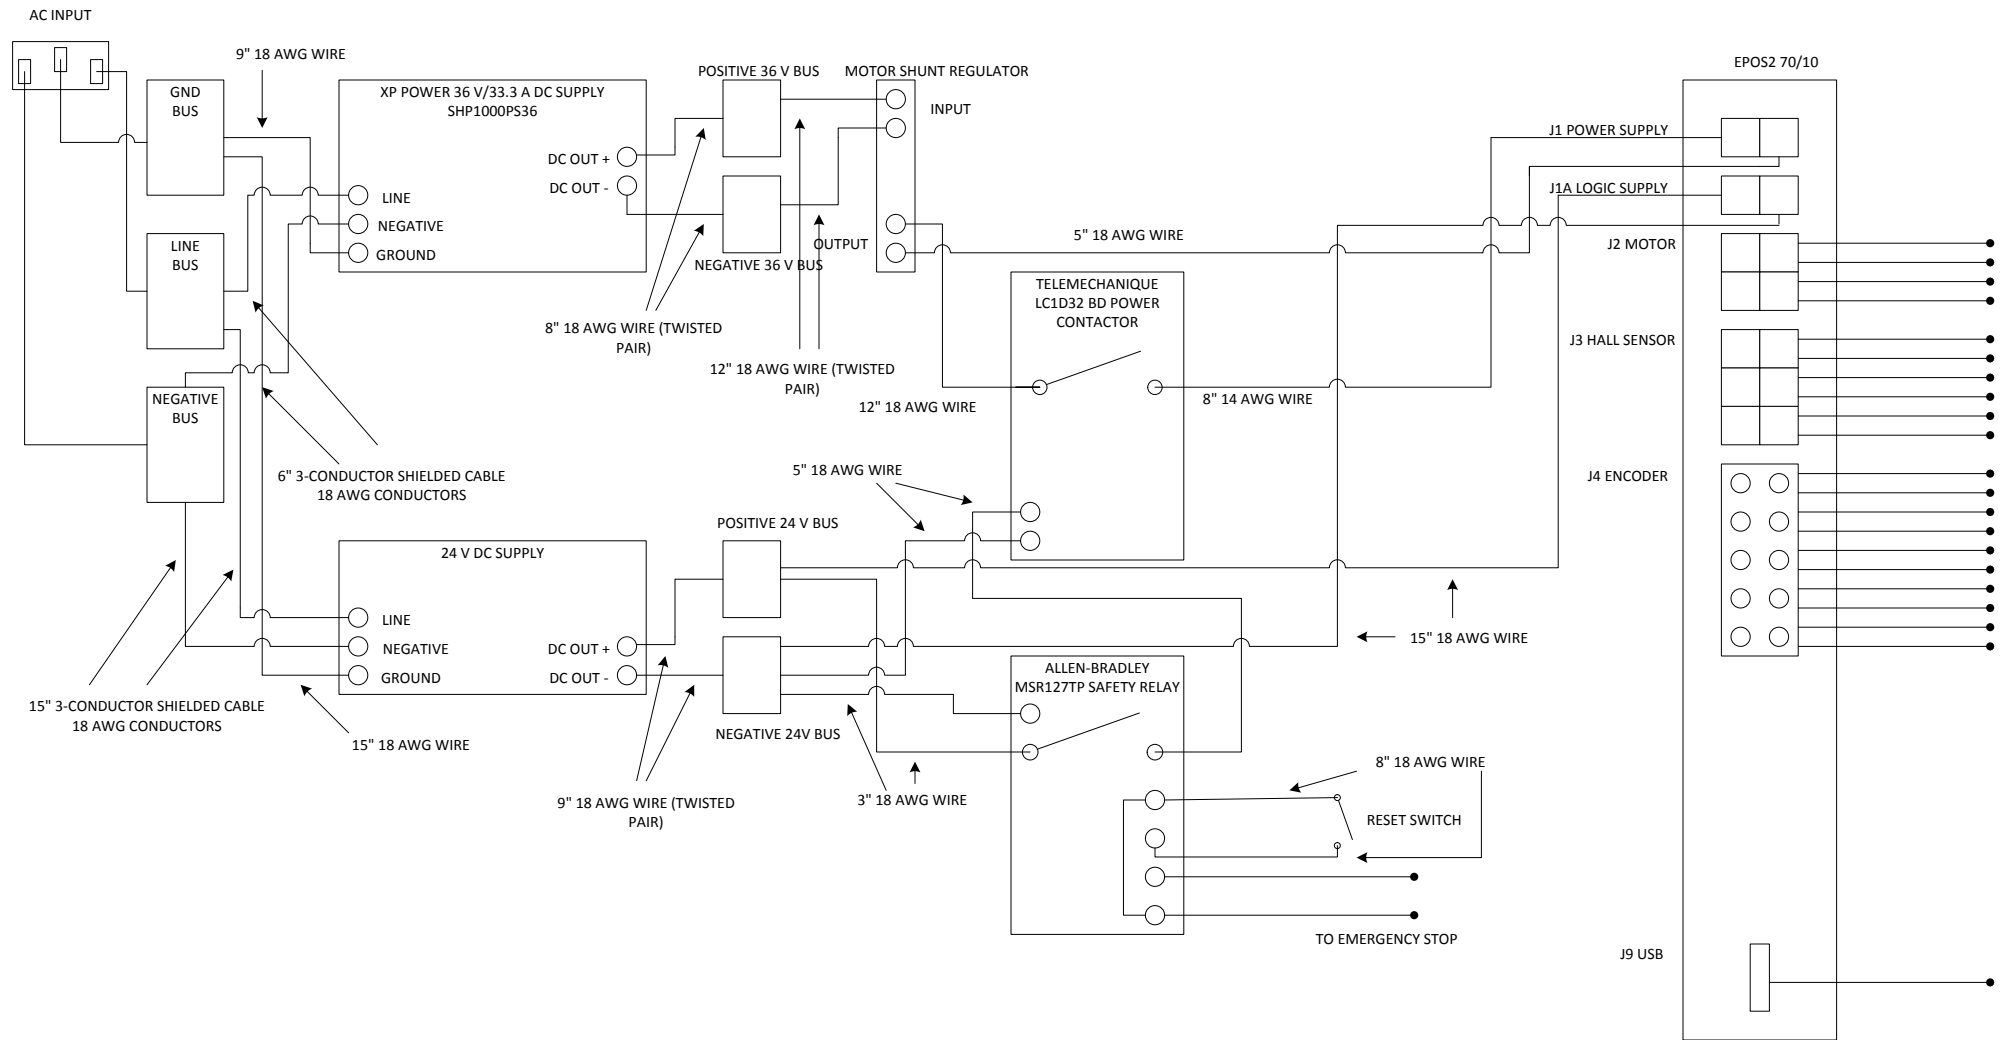 AC INPUT
9" 18 AWG WIRE
GND
BUS
XP POWER 36 V/33.3 A DC SUPPLY
SHP1000PS36
DC OUT +
DC OUT -
LINE
NEGATIVE
GROUND
POSITIVE 36 V BUS
NEGATIVE 36 V BUS
MOTOR SHUNT REGULATOR
INPUT
OUTPUT
EPOS2 70/10
J1 POWER SUPPLY
J1A LOGIC SUPPLY
J2 MOTOR
J3 HALL SENSOR
J4 ENCODER
J9 USB
LINE
BUS
NEGATIVE
BUS
5" 18 AWG WIRE
TELEMECHANIQUE
LC1D32 BD POWER
CONTACTOR
8" 18 AWG WIRE (TWISTED
PAIR)
12" 18 AWG WIRE (TWISTED
PAIR)
12" 18 AWG WIRE
8" 14 AWG WIRE
6" 3-CONDUCTOR SHIELDED CABLE
18 AWG CONDUCTORS
5" 18 AWG WIRE
POSITIVE 24 V BUS
24 V DC SUPPLY
LINE
NEGATIVE
GROUND
DC OUT +
DC OUT -
NEGATIVE 24V BUS
15" 18 AWG WIRE
ALLEN-BRADLEY
MSR127TP SAFETY RELAY
15" 3-CONDUCTOR SHIELDED CABLE
18 AWG CONDUCTORS
15" 18 AWG WIRE
9" 18 AWG WIRE (TWISTED
PAIR)
3" 18 AWG WIRE
8" 18 AWG WIRE
RESET SWITCH
TO EMERGENCY STOP